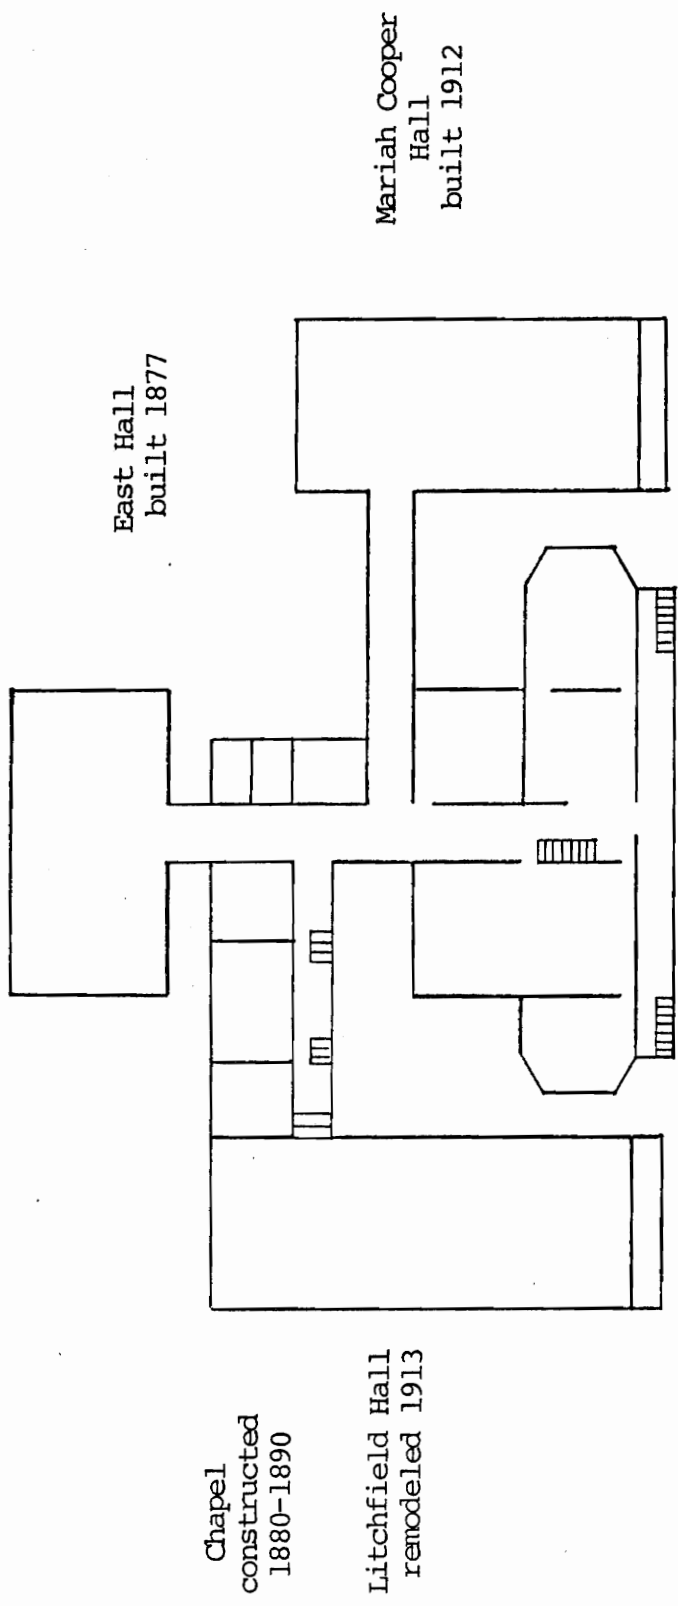 Chapel
constructed
1880-1890
Litchfield Hall
remodeled 1913
East Hall
built 1877
Mariah Cooper
Hall
built 1912